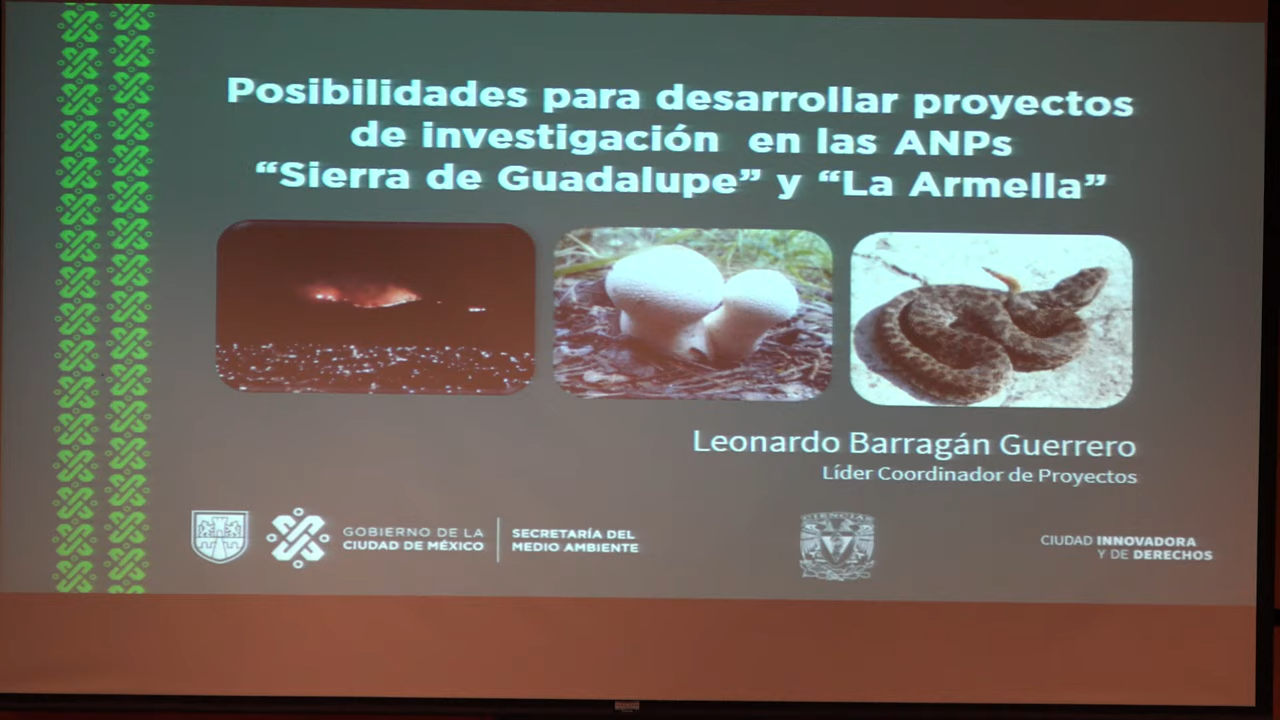 Posibilidades para desarrollar proyectos
de investigación en las ANPs
“Sierra de Guadalupe” y “La Armella”
Leonardo Barragán Guerrero
Líder Coordinador de Proyectos
GOBIERNO DE LA
CIUDAD DE MÉXICO
SECRETARÍA DEL
MEDIO AMBIENTE
CIENCIAS
CIUDAD INNOVADORA
Y DE DERECHOS